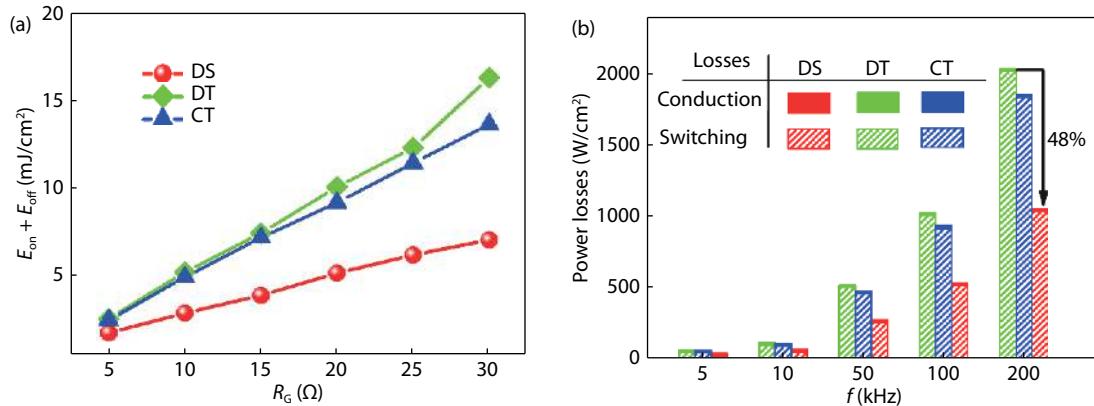 (a)
20
15
10
5
E_on + E_off (mJ/cm²)
DS
DT
CT
5 10 15 20 25 30
R_G (Ω)
(b)
2000
1500
1000
500
0
Power losses (W/cm²)
Losses DS DT CT
Conduction
Switching
48%
5 10 50 100 200
f (kHz)